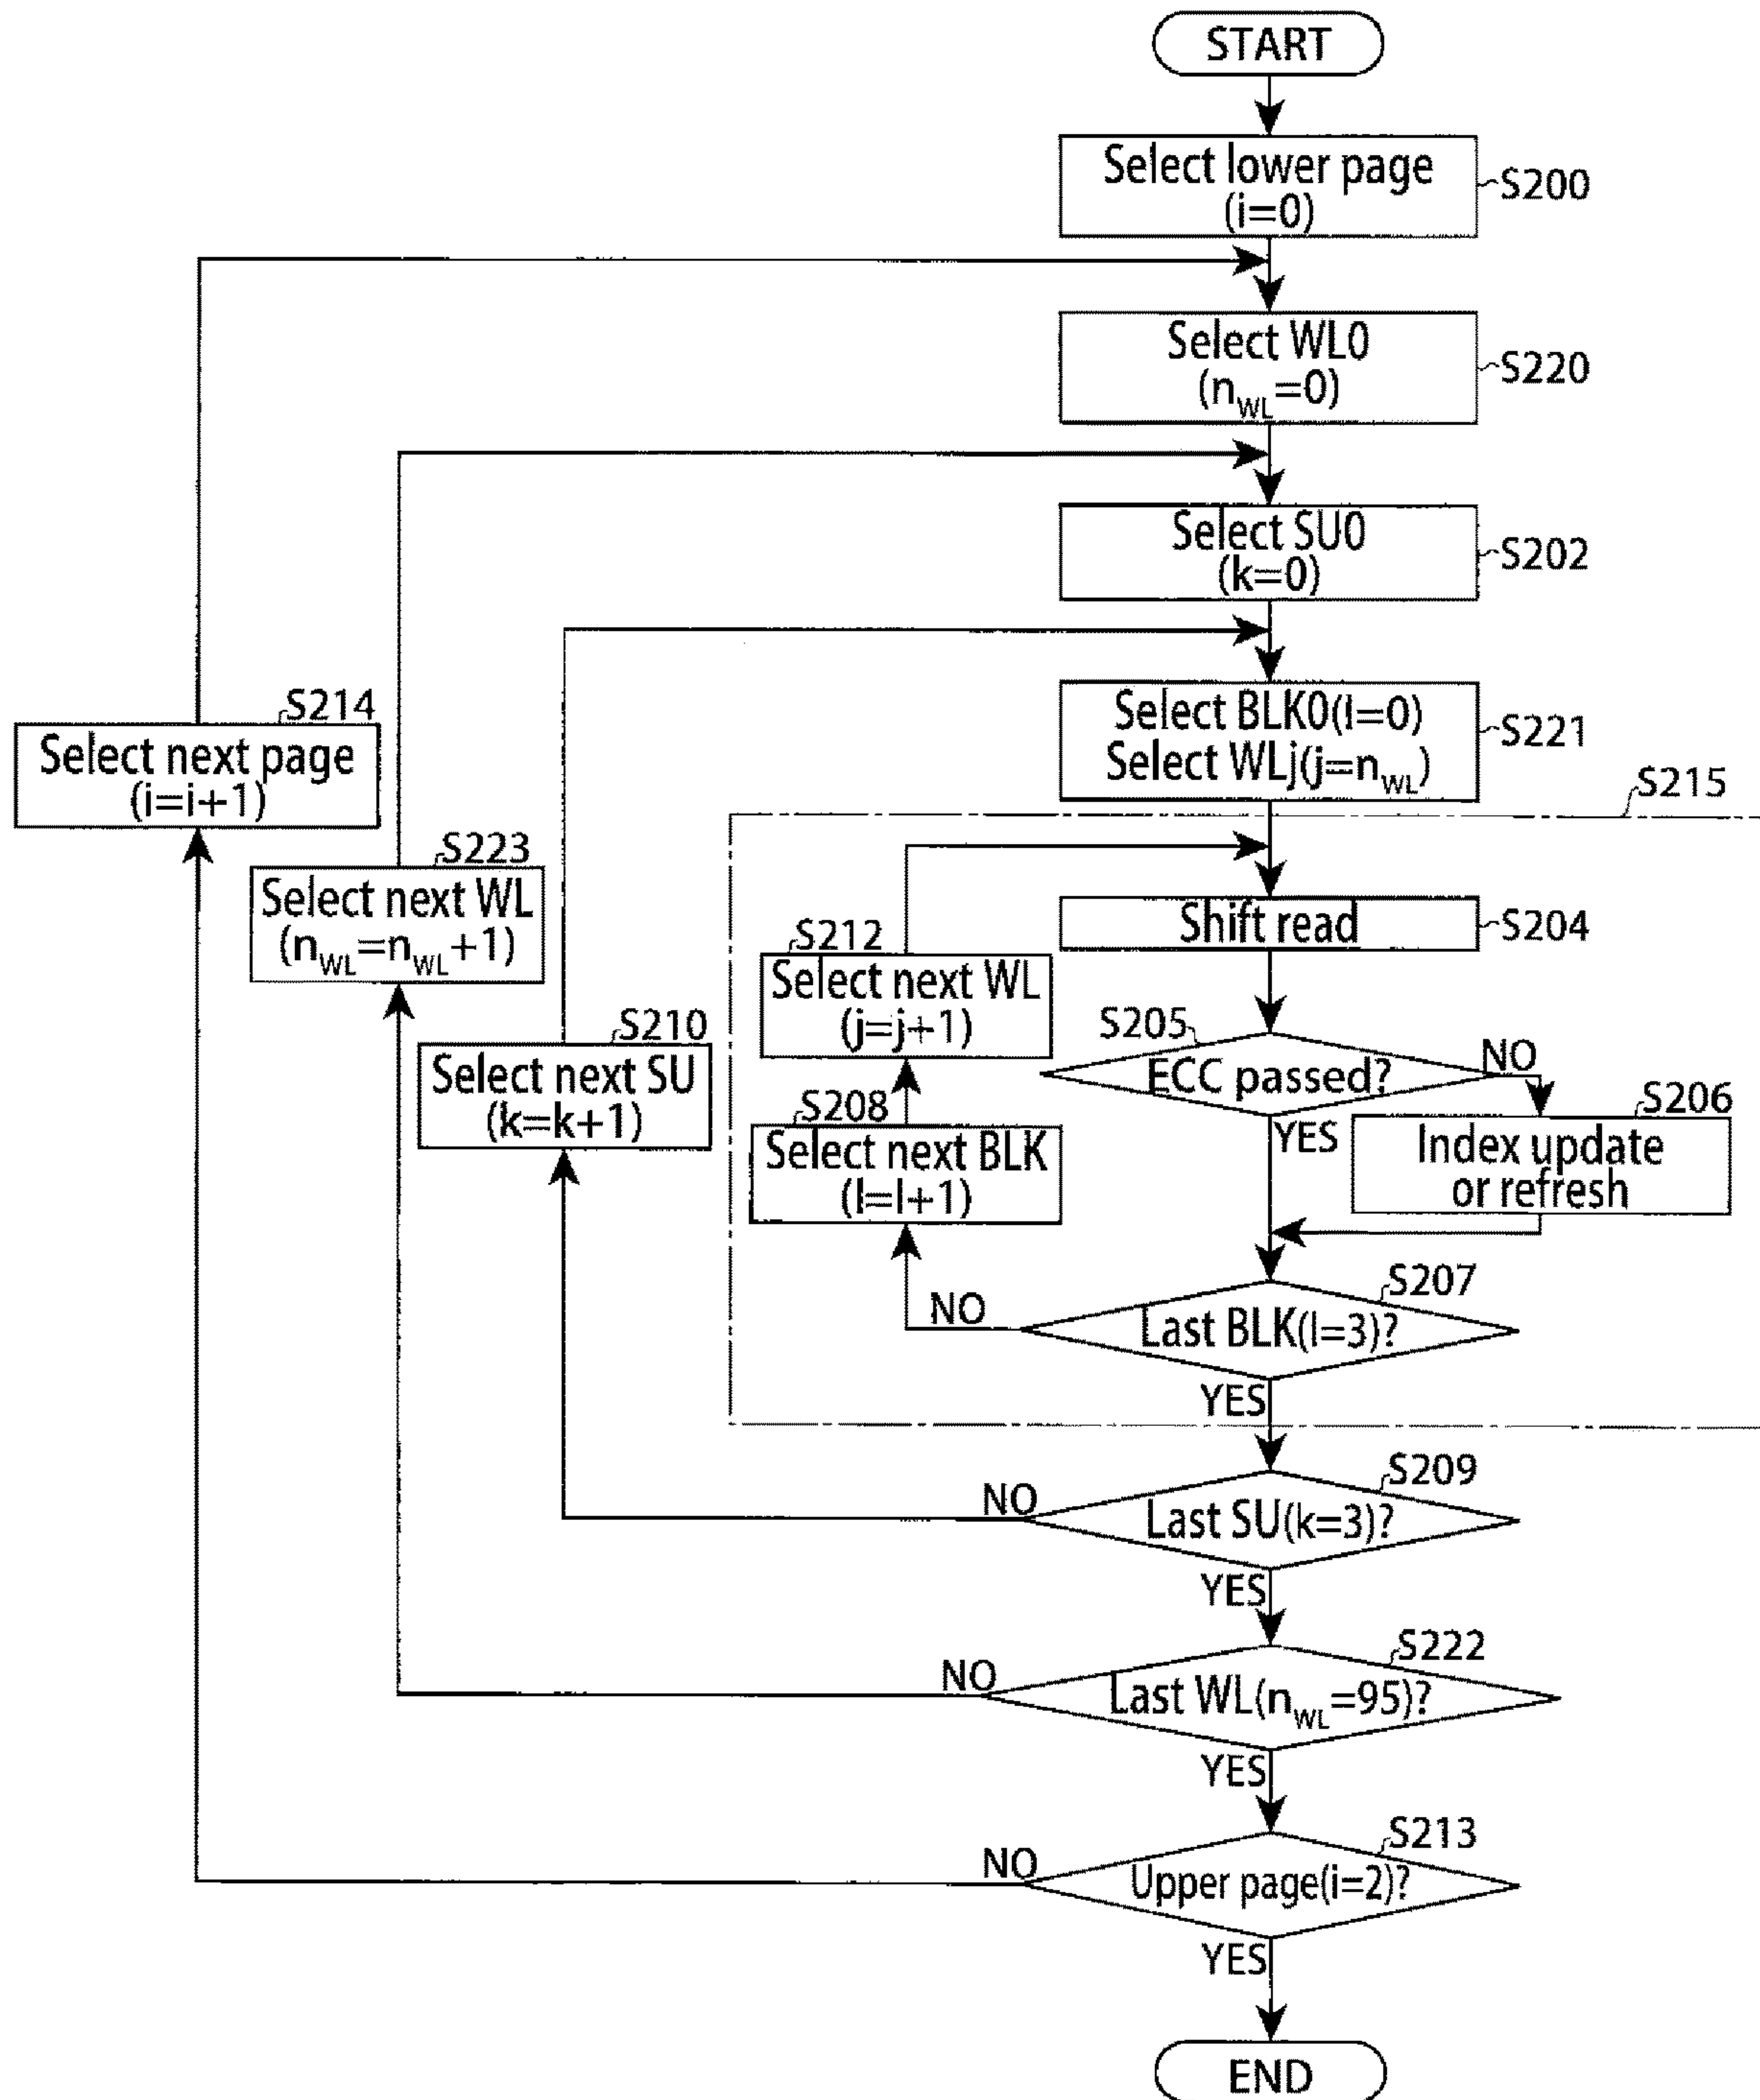 START
Select lower page
(i=0)
S200
Select WL0
(nWL=0)
S220
Select SU0
(k=0)
S202
Select BLK0(l=0)
Select WLj(j=nWL)
S221
S214
Select next page
(i=i+1)
S215
S223
Select next WL
(nWL=nWL+1)
Shift read
S204
S212
Select next WL
(j=j+1)
S210
Select next SU
(k=k+1)
S205
ECC passed?
NO
YES
S206
Index update
or refresh
S208
Select next BLK
(l=l+1)
S207
Last BLK(l=3)?
NO
YES
S209
Last SU(k=3)?
NO
YES
S222
Last WL(nWL=95)?
NO
YES
S213
Upper page(i=2)?
NO
YES
END